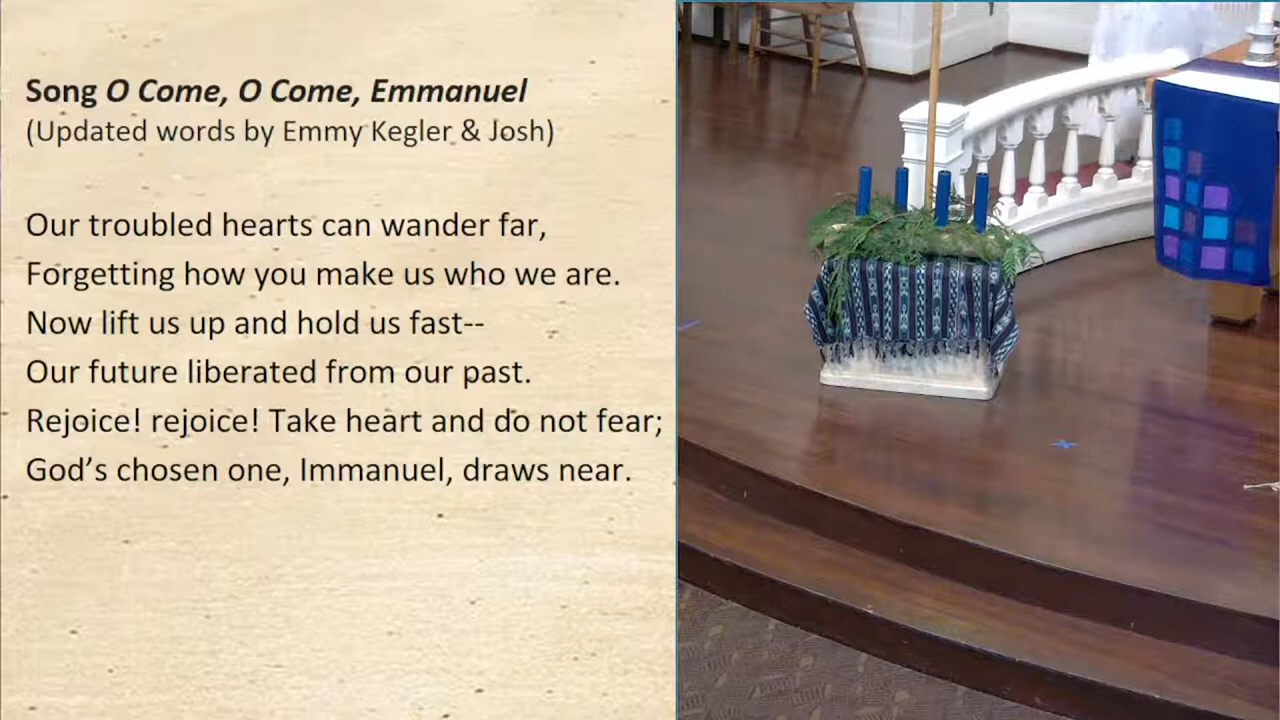 Song O Come, O Come, Emmanuel
(Updated words by Emmy Kegler & Josh)
Our troubled hearts can wander far,
Forgetting how you make us who we are.
Now lift us up and hold us fast--
Our future liberated from our past.
Rejoice! rejoice! Take heart and do not fear;
God’s chosen one, Immanuel, draws near.